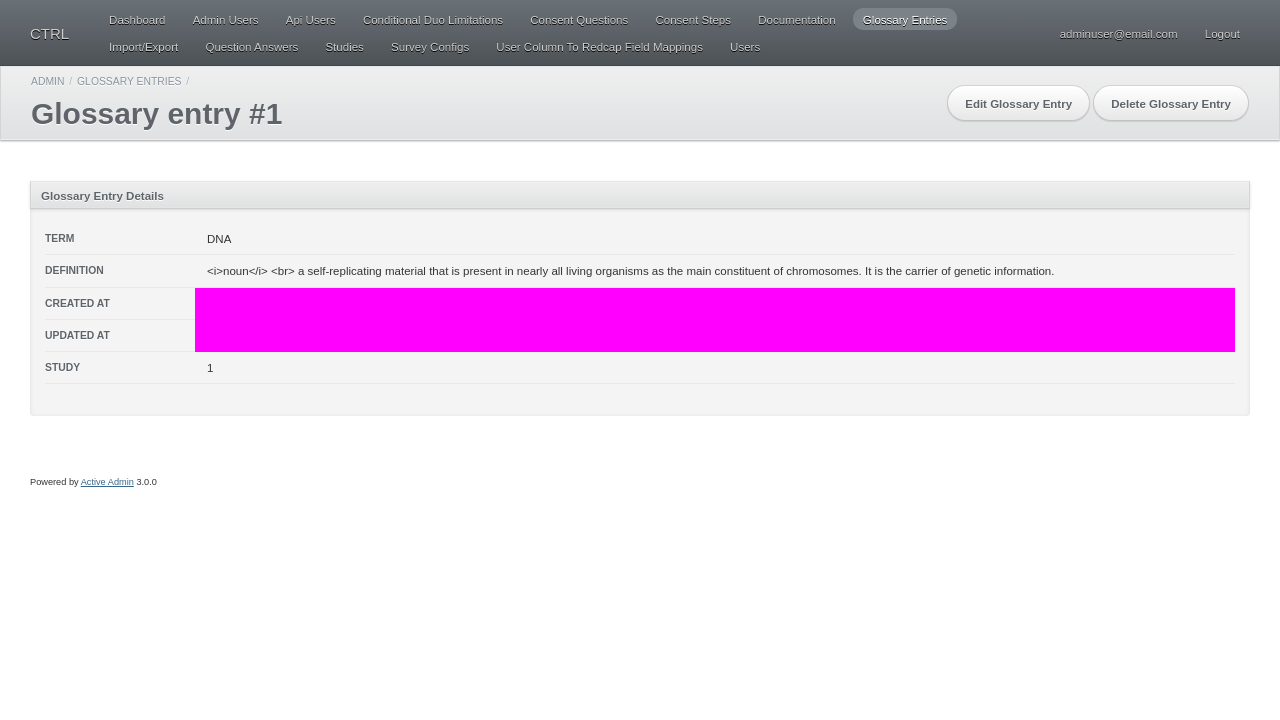 CTRL
Dashboard Admin Users Api Users Conditional Duo Limitations Consent Questions Consent Steps Documentation Glossary Entries
Import/Export Question Answers Studies Survey Configs User Column To Redcap Field Mappings Users
adminuser@email.com Logout
ADMIN / GLOSSARY ENTRIES /
Glossary entry #1
Edit Glossary Entry Delete Glossary Entry
Glossary Entry Details
TERM DNA
DEFINITION <i>noun</i> <br> a self-replicating material that is present in nearly all living organisms as the main constituent of chromosomes. It is the carrier of genetic information.
CREATED AT
UPDATED AT
STUDY 1
Powered by Active Admin 3.0.0